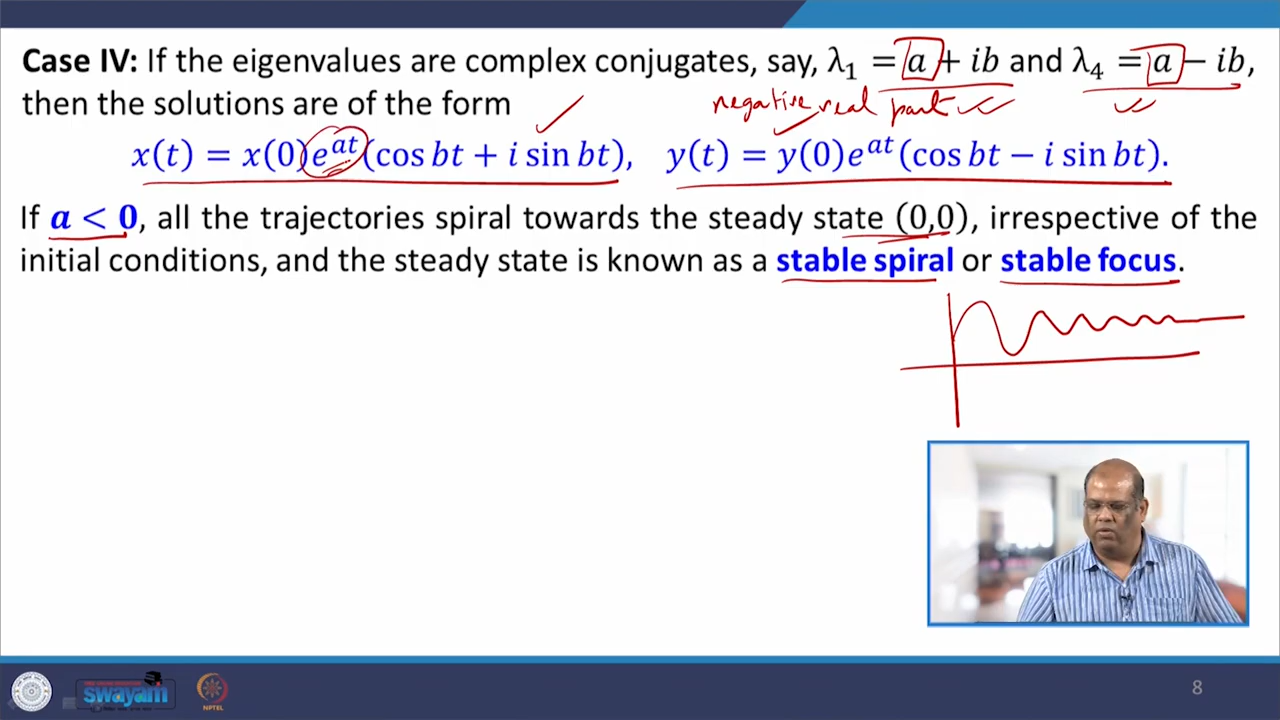 Case IV: If the eigenvalues are complex conjugates, say, λ₁ = a + ib and λ₄ = a − ib,
negative real part
then the solutions are of the form
x(t) = x(0)e^{at}(cos bt + i sin bt), y(t) = y(0)e^{at}(cos bt − i sin bt).
If a < 0, all the trajectories spiral towards the steady state (0,0), irrespective of the
initial conditions, and the steady state is known as a stable spiral or stable focus.
swayam
NPTEL
8